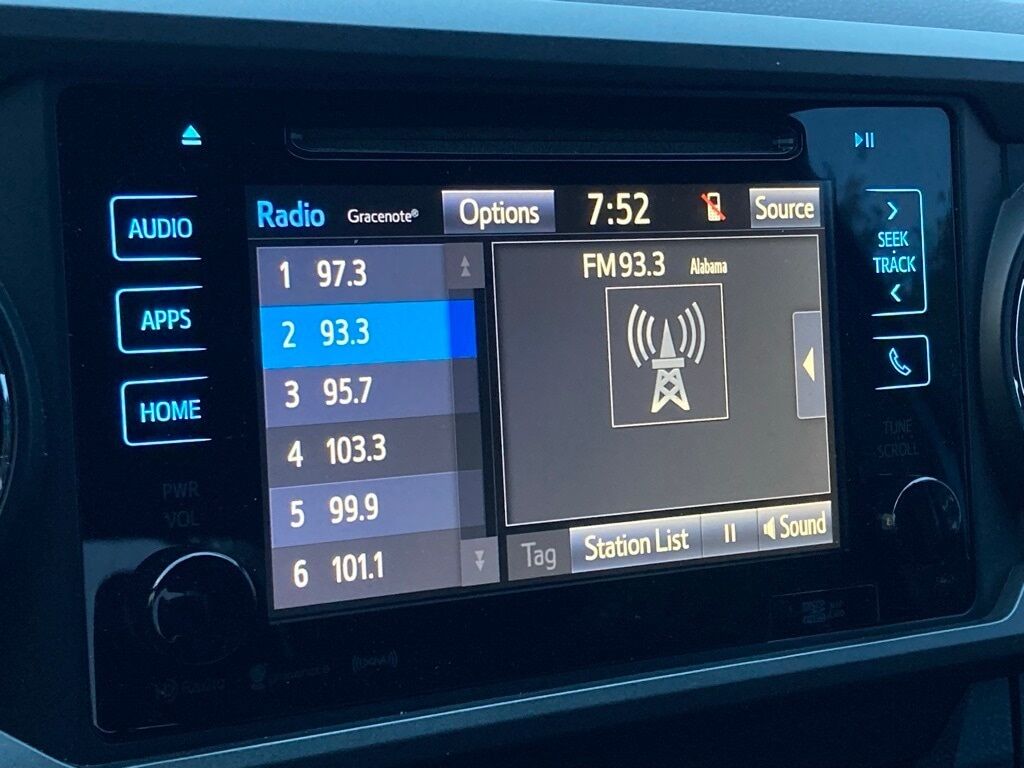 AUDIO
APPS
HOME
PWR
VOL
Radio Gracenote® Options 7:52 Source
1 97.3
2 93.3
3 95.7
4 103.3
5 99.9
6 101.1
FM 93.3 Alabama
Tag Station List Sound
SEEK
TRACK
TUNE
SCROLL